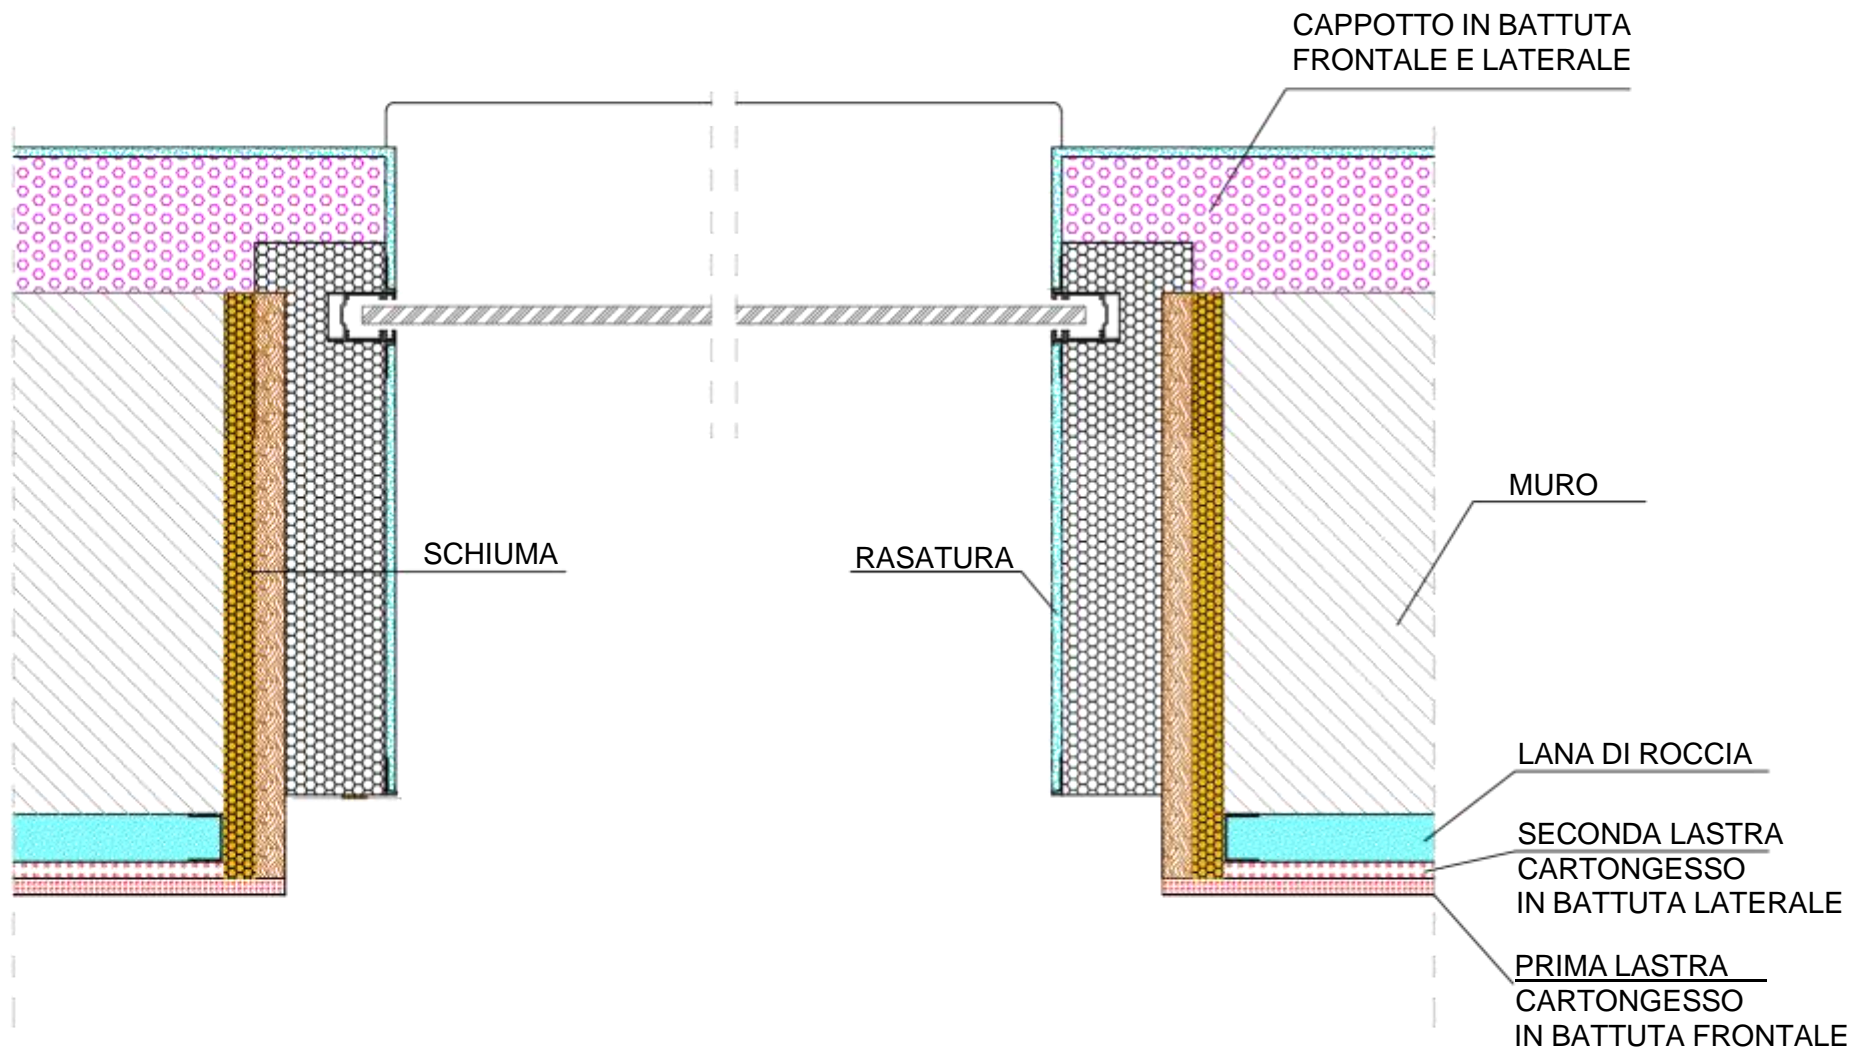 CAPPOTTO IN BATTUTA
FRONTALE E LATERALE
MURO
SCHIUMA
RASATURA
LANA DI ROCCIA
SECONDA LASTRA
CARTONGESSO
IN BATTUTA LATERALE
PRIMA LASTRA
CARTONGESSO
IN BATTUTA FRONTALE